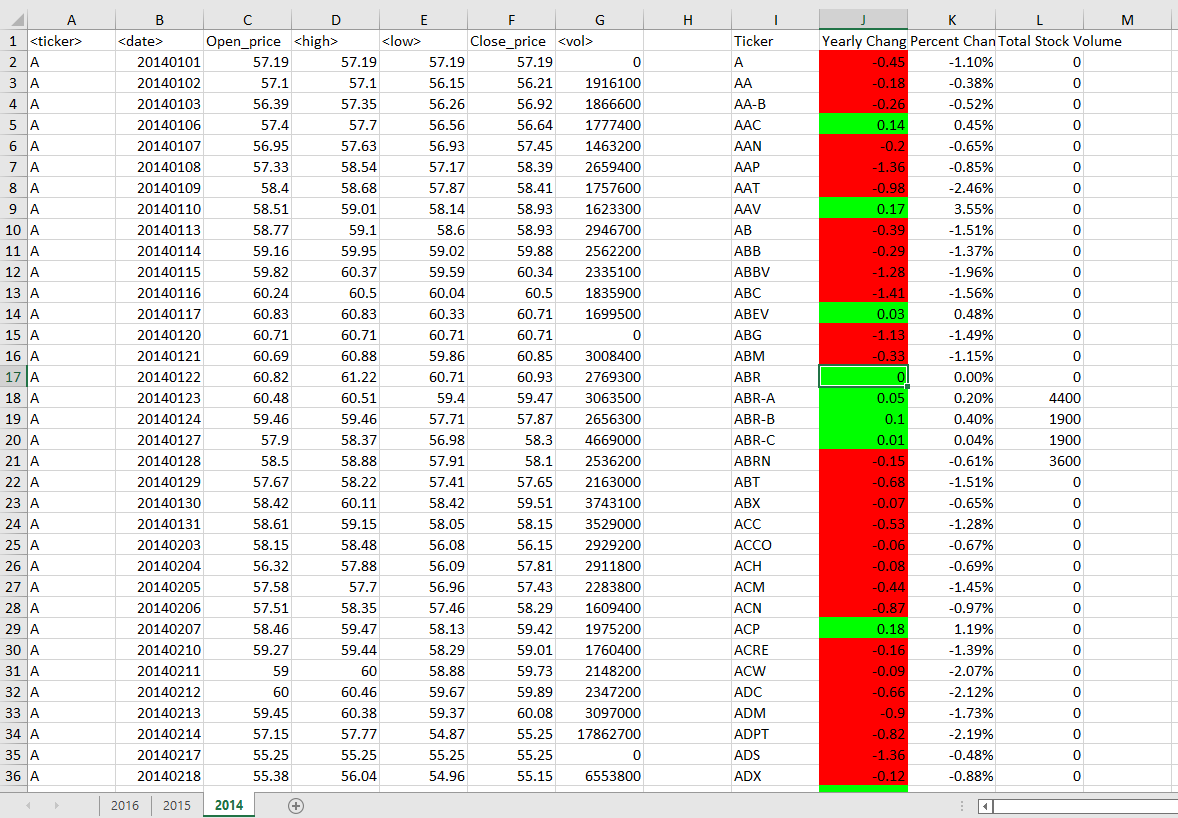 A B C D E F G H I J K L M
1 <ticker> <date> Open_price <high> <low> Close_price <vol> Ticker Yearly Chang Percent Chan Total Stock Volume
2 A 20140101 57.19 57.19 57.19 57.19 0 A -0.45 -1.10% 0
3 A 20140102 57.1 57.1 56.15 56.21 1916100 AA -0.18 -0.38% 0
4 A 20140103 56.39 57.35 56.26 56.92 1866600 AA-B -0.26 -0.52% 0
5 A 20140106 57.4 57.7 56.56 56.64 1777400 AAC 0.14 0.45% 0
6 A 20140107 56.95 57.63 56.93 57.45 1463200 AAN -0.2 -0.65% 0
7 A 20140108 57.33 58.54 57.17 58.39 2659400 AAP -1.36 -0.85% 0
8 A 20140109 58.4 58.68 57.87 58.41 1757600 AAT -0.98 -2.46% 0
9 A 20140110 58.51 59.01 58.14 58.93 1623300 AAV 0.17 3.55% 0
10 A 20140113 58.77 59.1 58.6 58.93 2946700 AB -0.39 -1.51% 0
11 A 20140114 59.16 59.95 59.02 59.88 2562200 ABB -0.29 -1.37% 0
12 A 20140115 59.82 60.37 59.59 60.34 2335100 ABBV -1.28 -1.96% 0
13 A 20140116 60.24 60.5 60.04 60.5 1835900 ABC -1.41 -1.56% 0
14 A 20140117 60.83 60.83 60.33 60.71 1699500 ABEV 0.03 0.48% 0
15 A 20140120 60.71 60.71 60.71 60.71 0 ABG -1.13 -1.49% 0
16 A 20140121 60.69 60.88 59.86 60.85 3008400 ABM -0.33 -1.15% 0
17 A 20140122 60.82 61.22 60.71 60.93 2769300 ABR 0 0.00% 0
18 A 20140123 60.48 60.51 59.4 59.47 3063500 ABR-A 0.05 0.20% 4400
19 A 20140124 59.46 59.46 57.71 57.87 2656300 ABR-B 0.1 0.40% 1900
20 A 20140127 57.9 58.37 56.98 58.3 4669000 ABR-C 0.01 0.04% 1900
21 A 20140128 58.5 58.88 57.91 58.1 2536200 ABRN -0.15 -0.61% 3600
22 A 20140129 57.67 58.22 57.41 57.65 2163000 ABT -0.68 -1.51% 0
23 A 20140130 58.42 60.11 58.42 59.51 3743100 ABX -0.07 -0.65% 0
24 A 20140131 58.61 59.15 58.05 58.15 3529000 ACC -0.53 -1.28% 0
25 A 20140203 58.15 58.48 56.08 56.15 2929200 ACCO -0.06 -0.67% 0
26 A 20140204 56.32 57.88 56.09 57.81 2911800 ACH -0.08 -0.69% 0
27 A 20140205 57.58 57.7 56.96 57.43 2283800 ACM -0.44 -1.45% 0
28 A 20140206 57.51 58.35 57.46 58.29 1609400 ACN -0.87 -0.97% 0
29 A 20140207 58.46 59.47 58.13 59.42 1975200 ACP 0.18 1.19% 0
30 A 20140210 59.27 59.44 58.29 59.01 1760400 ACRE -0.16 -1.39% 0
31 A 20140211 59 60 58.88 59.73 2148200 ACW -0.09 -2.07% 0
32 A 20140212 60 60.46 59.67 59.89 2347200 ADC -0.66 -2.12% 0
33 A 20140213 59.45 60.38 59.37 60.08 3097000 ADM -0.9 -1.73% 0
34 A 20140214 57.15 57.77 54.87 55.25 17862700 ADPT -0.82 -2.19% 0
35 A 20140217 55.25 55.25 55.25 55.25 0 ADS -1.36 -0.48% 0
36 A 20140218 55.38 56.04 54.96 55.15 6553800 ADX -0.12 -0.88% 0
2016 2015 2014